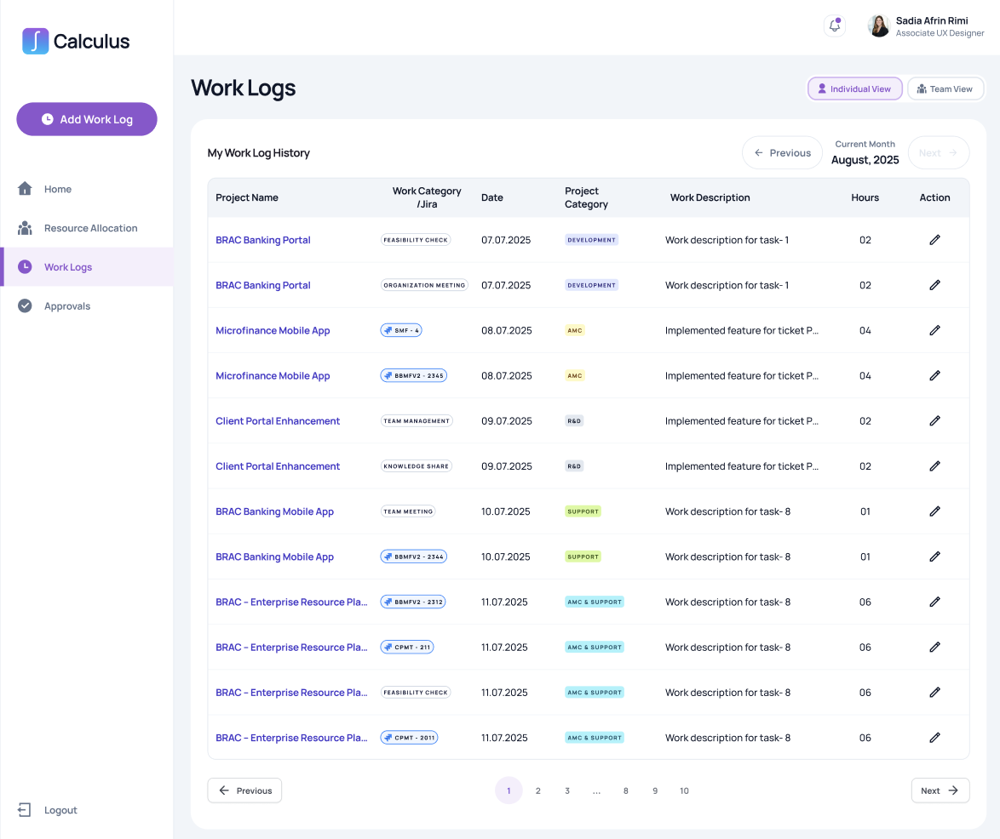 Calculus
Sadia Afrin Rimi
Associate UX Designer
Work Logs
Individual View
Team View
Add Work Log
Home
Resource Allocation
Work Logs
Approvals
Logout
My Work Log History
Previous
Current Month
August, 2025
Next
Project Name Work Category /Jira Date Project Category Work Description Hours Action
BRAC Banking Portal FEASIBILITY CHECK 07.07.2025 DEVELOPMENT Work description for task- 1 02
BRAC Banking Portal ORGANIZATION MEETING 07.07.2025 DEVELOPMENT Work description for task- 1 02
Microfinance Mobile App SMF - 4 08.07.2025 AMC Implemented feature for ticket P... 04
Microfinance Mobile App BBMFV2 - 2345 08.07.2025 AMC Implemented feature for ticket P... 04
Client Portal Enhancement TEAM MANAGEMENT 09.07.2025 R&D Implemented feature for ticket P... 02
Client Portal Enhancement KNOWLEDGE SHARE 09.07.2025 R&D Implemented feature for ticket P... 02
BRAC Banking Mobile App TEAM MEETING 10.07.2025 SUPPORT Work description for task- 8 01
BRAC Banking Mobile App BBMFV2 - 2344 10.07.2025 SUPPORT Work description for task- 8 01
BRAC – Enterprise Resource Pla... BBMFV2 - 2312 11.07.2025 AMC & SUPPORT Work description for task- 8 06
BRAC – Enterprise Resource Pla... CPMT - 211 11.07.2025 AMC & SUPPORT Work description for task- 8 06
BRAC – Enterprise Resource Pla... FEASIBILITY CHECK 11.07.2025 AMC & SUPPORT Work description for task- 8 06
BRAC – Enterprise Resource Pla... CPMT - 2011 11.07.2025 AMC & SUPPORT Work description for task- 8 06
Previous 1 2 3 ... 8 9 10 Next